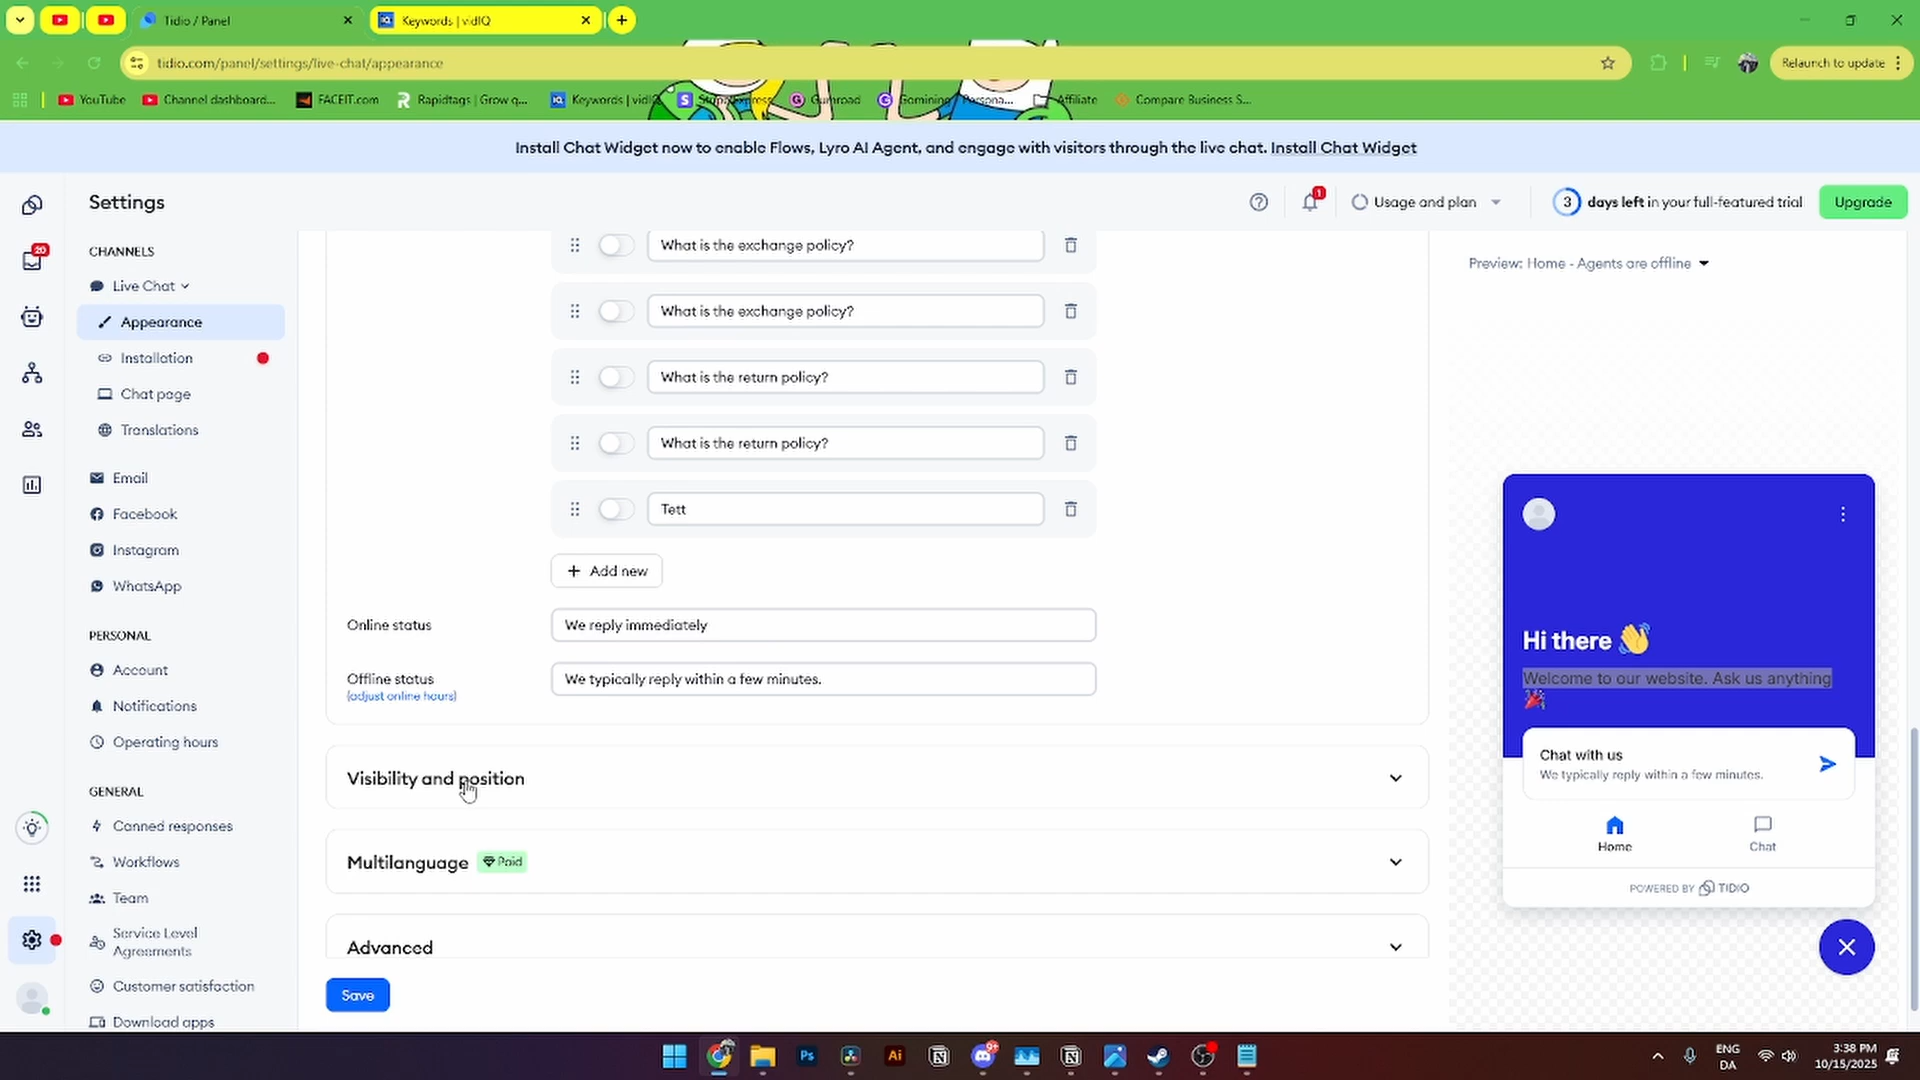 Tidio / Panel
Keywords | vidIQ
tidio.com/panel/settings/live-chat/appearance
Relaunch to update
YouTube
Channel dashboard...
FACEIT.com
Rapidtags | Grow q...
Keywords | vidIQ
Gumroad
Gomining | Persona...
Affiliate
Compare Business S...
Install Chat Widget now to enable Flows, Lyro AI Agent, and engage with visitors through the live chat. Install Chat Widget
Settings
1
Usage and plan
3 days left in your full-featured trial
Upgrade
20
CHANNELS
Live Chat
Appearance
Installation
Chat page
Translations
Email
Facebook
Instagram
WhatsApp
PERSONAL
Account
Notifications
Operating hours
GENERAL
Canned responses
Workflows
Team
Service Level
Agreements
Customer satisfaction
Download apps
What is the exchange policy?
What is the exchange policy?
What is the return policy?
What is the return policy?
Tett
+ Add new
Online status
We reply immediately
Offline status
(adjust online hours)
We typically reply within a few minutes.
Visibility and position
Multilanguage
Paid
Advanced
Save
Preview: Home - Agents are offline
Hi there 👋
Welcome to our website. Ask us anything
🎉
Chat with us
We typically reply within a few minutes.
Home
Chat
POWERED BY TIDIO
Ps
Ai
9+
ENG
DA
3:38 PM
10/15/2025